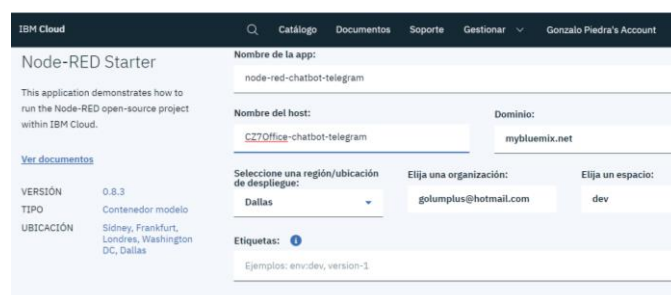 IBM Cloud
Catálogo Documentos Soporte Gestionar Gonzalo Piedra's Account
Node-RED Starter
This application demonstrates how to
run the Node-RED open-source project
within IBM Cloud.
Ver documentos
VERSIÓN 0.8.3
TIPO Contenedor modelo
UBICACIÓN Sídney, Frankfurt,
Londres, Washington
DC, Dallas
Nombre de la app:
node-red-chatbot-telegram
Nombre del host: Dominio:
CZ7Office-chatbot-telegram mybluemix.net
Seleccione una región/ubicación
de despliegue: Elija una organización: Elija un espacio:
Dallas golumplus@hotmail.com dev
Etiquetas:
Ejemplos: env:dev, version-1